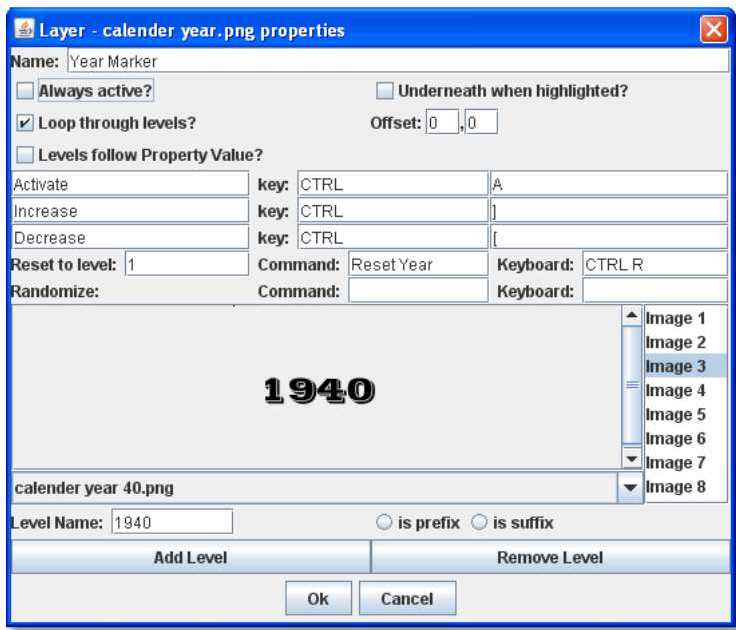 Layer - calender year.png properties
Name: Year Marker
Always active? Underneath when highlighted?
Loop through levels? Offset: 0 ,0
Levels follow Property Value?
Activate key: CTRL A
Increase key: CTRL ]
Decrease key: CTRL [
Reset to level: 1 Command: Reset Year Keyboard: CTRL R
Randomize: Command: Keyboard:
1940
Image 1
Image 2
Image 3
Image 4
Image 5
Image 6
Image 7
Image 8
calender year 40.png
Level Name: 1940 is prefix is suffix
Add Level Remove Level
Ok Cancel